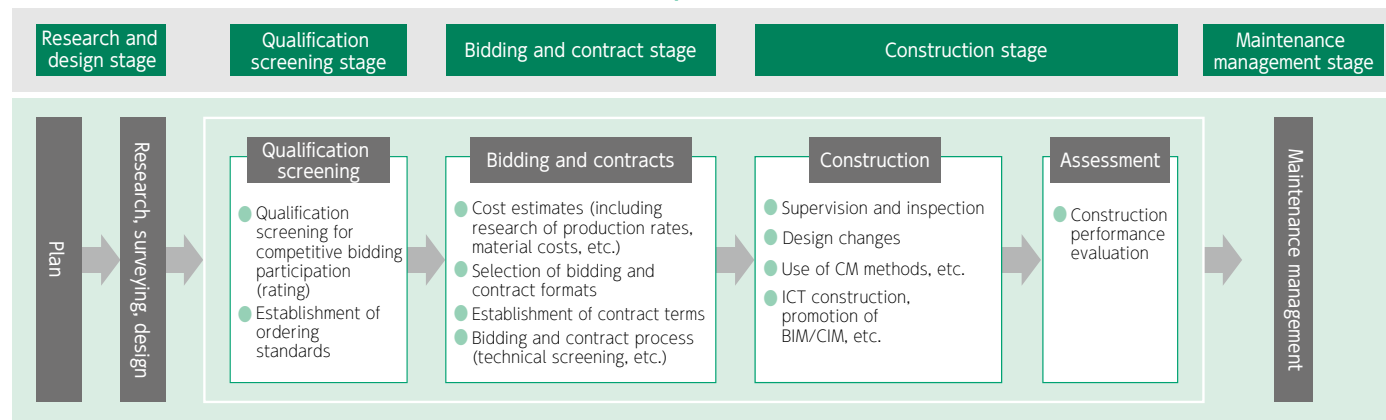 Research and
design stage
Qualification
screening stage
Bidding and contract stage
Construction stage
Maintenance
management stage
Plan
Research, surveying, design
Qualification
screening
Qualification
screening for
competitive bidding
participation
(rating)
Establishment of
ordering
standards
Bidding and contracts
Cost estimates (including
research of production rates,
material costs, etc.)
Selection of bidding and
contract formats
Establishment of contract terms
Bidding and contract process
(technical screening, etc.)
Construction
Supervision and inspection
Design changes
Use of CM methods, etc.
ICT construction,
promotion of
BIM/CIM, etc.
Assessment
Construction
performance
evaluation
Maintenance management